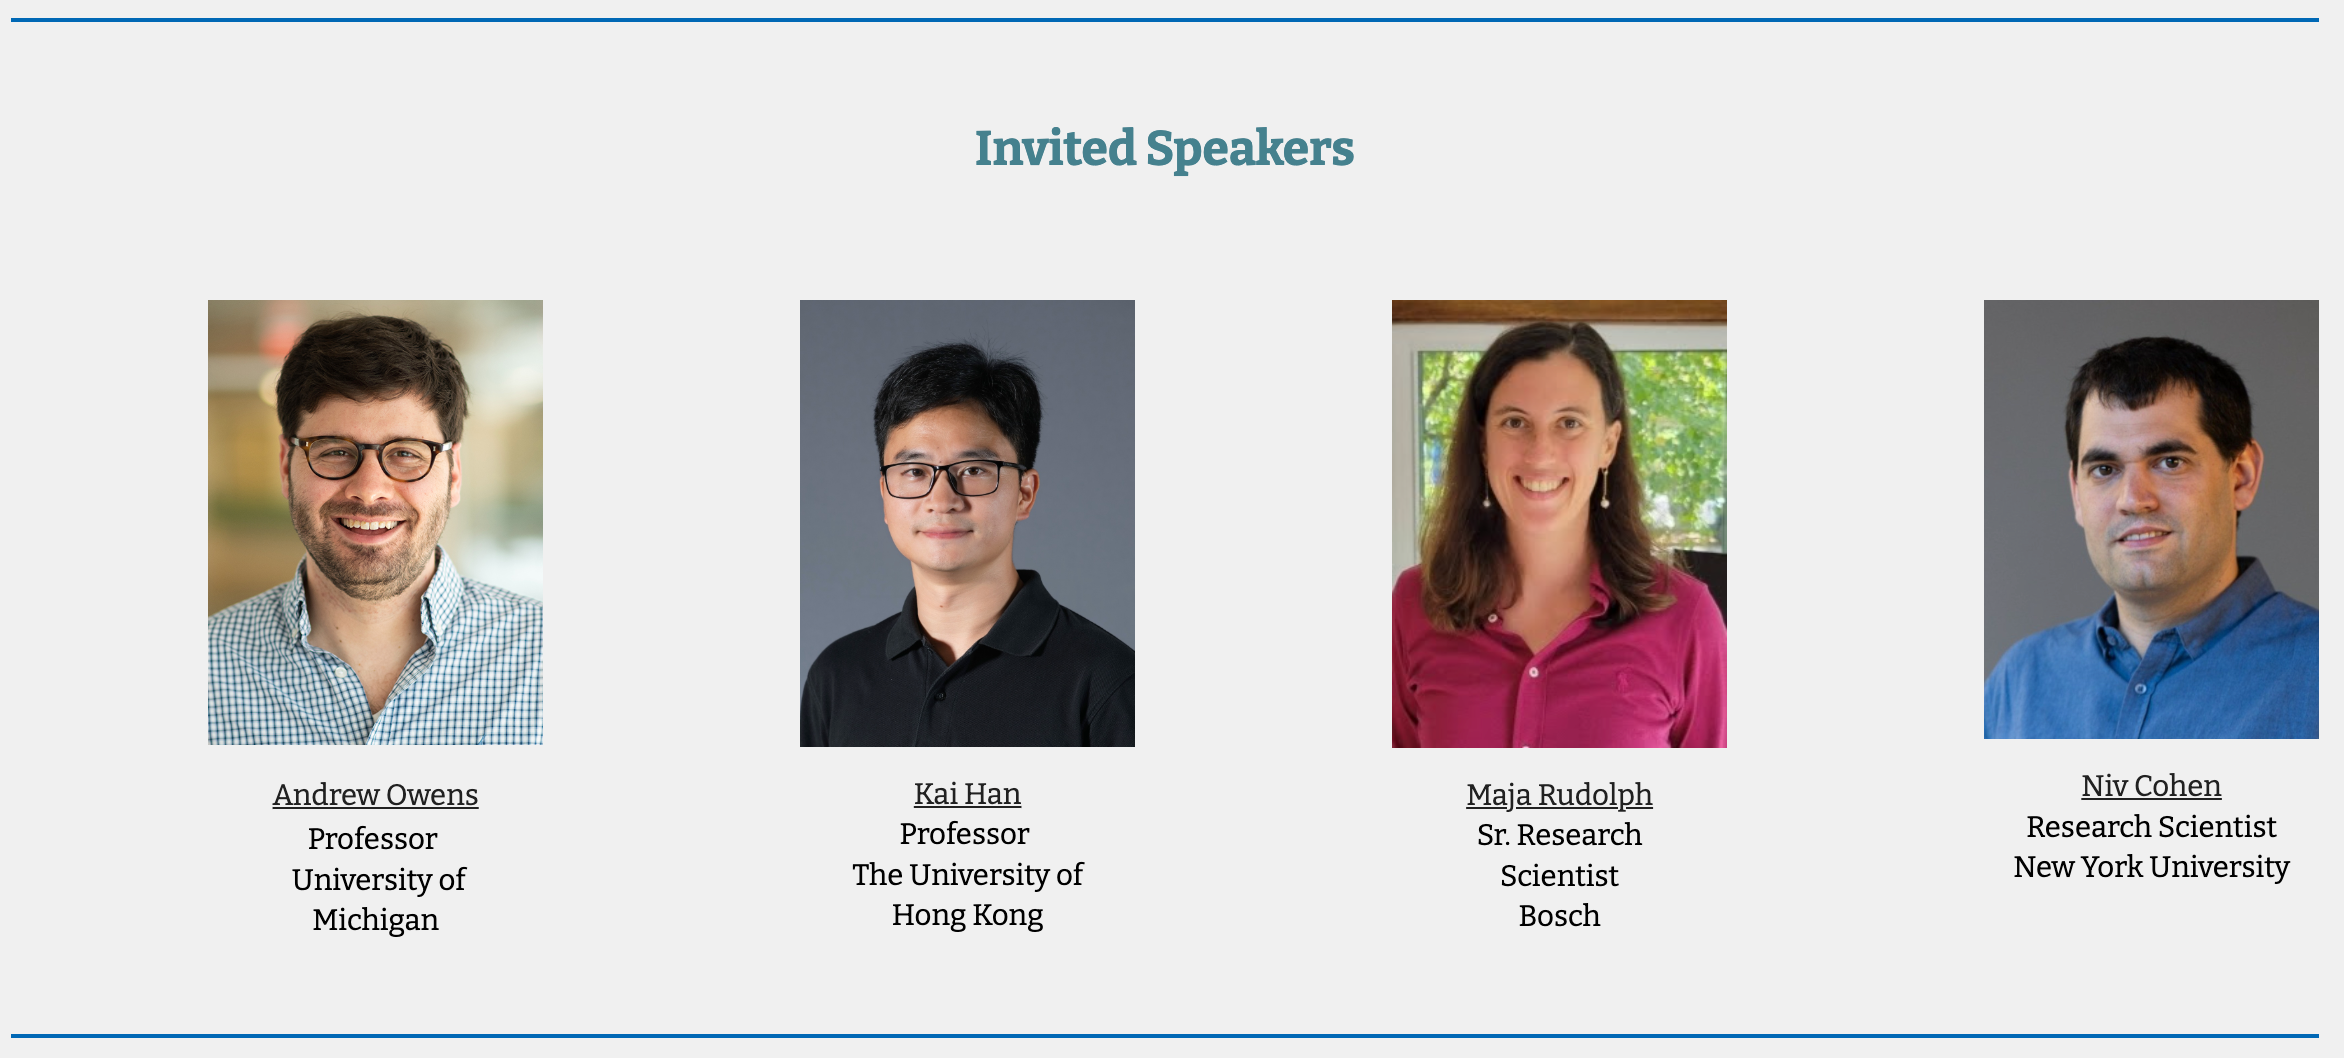 Invited Speakers
Andrew Owens
Professor
University of
Michigan
Kai Han
Professor
The University of
Hong Kong
Maja Rudolph
Sr. Research
Scientist
Bosch
Niv Cohen
Research Scientist
New York University